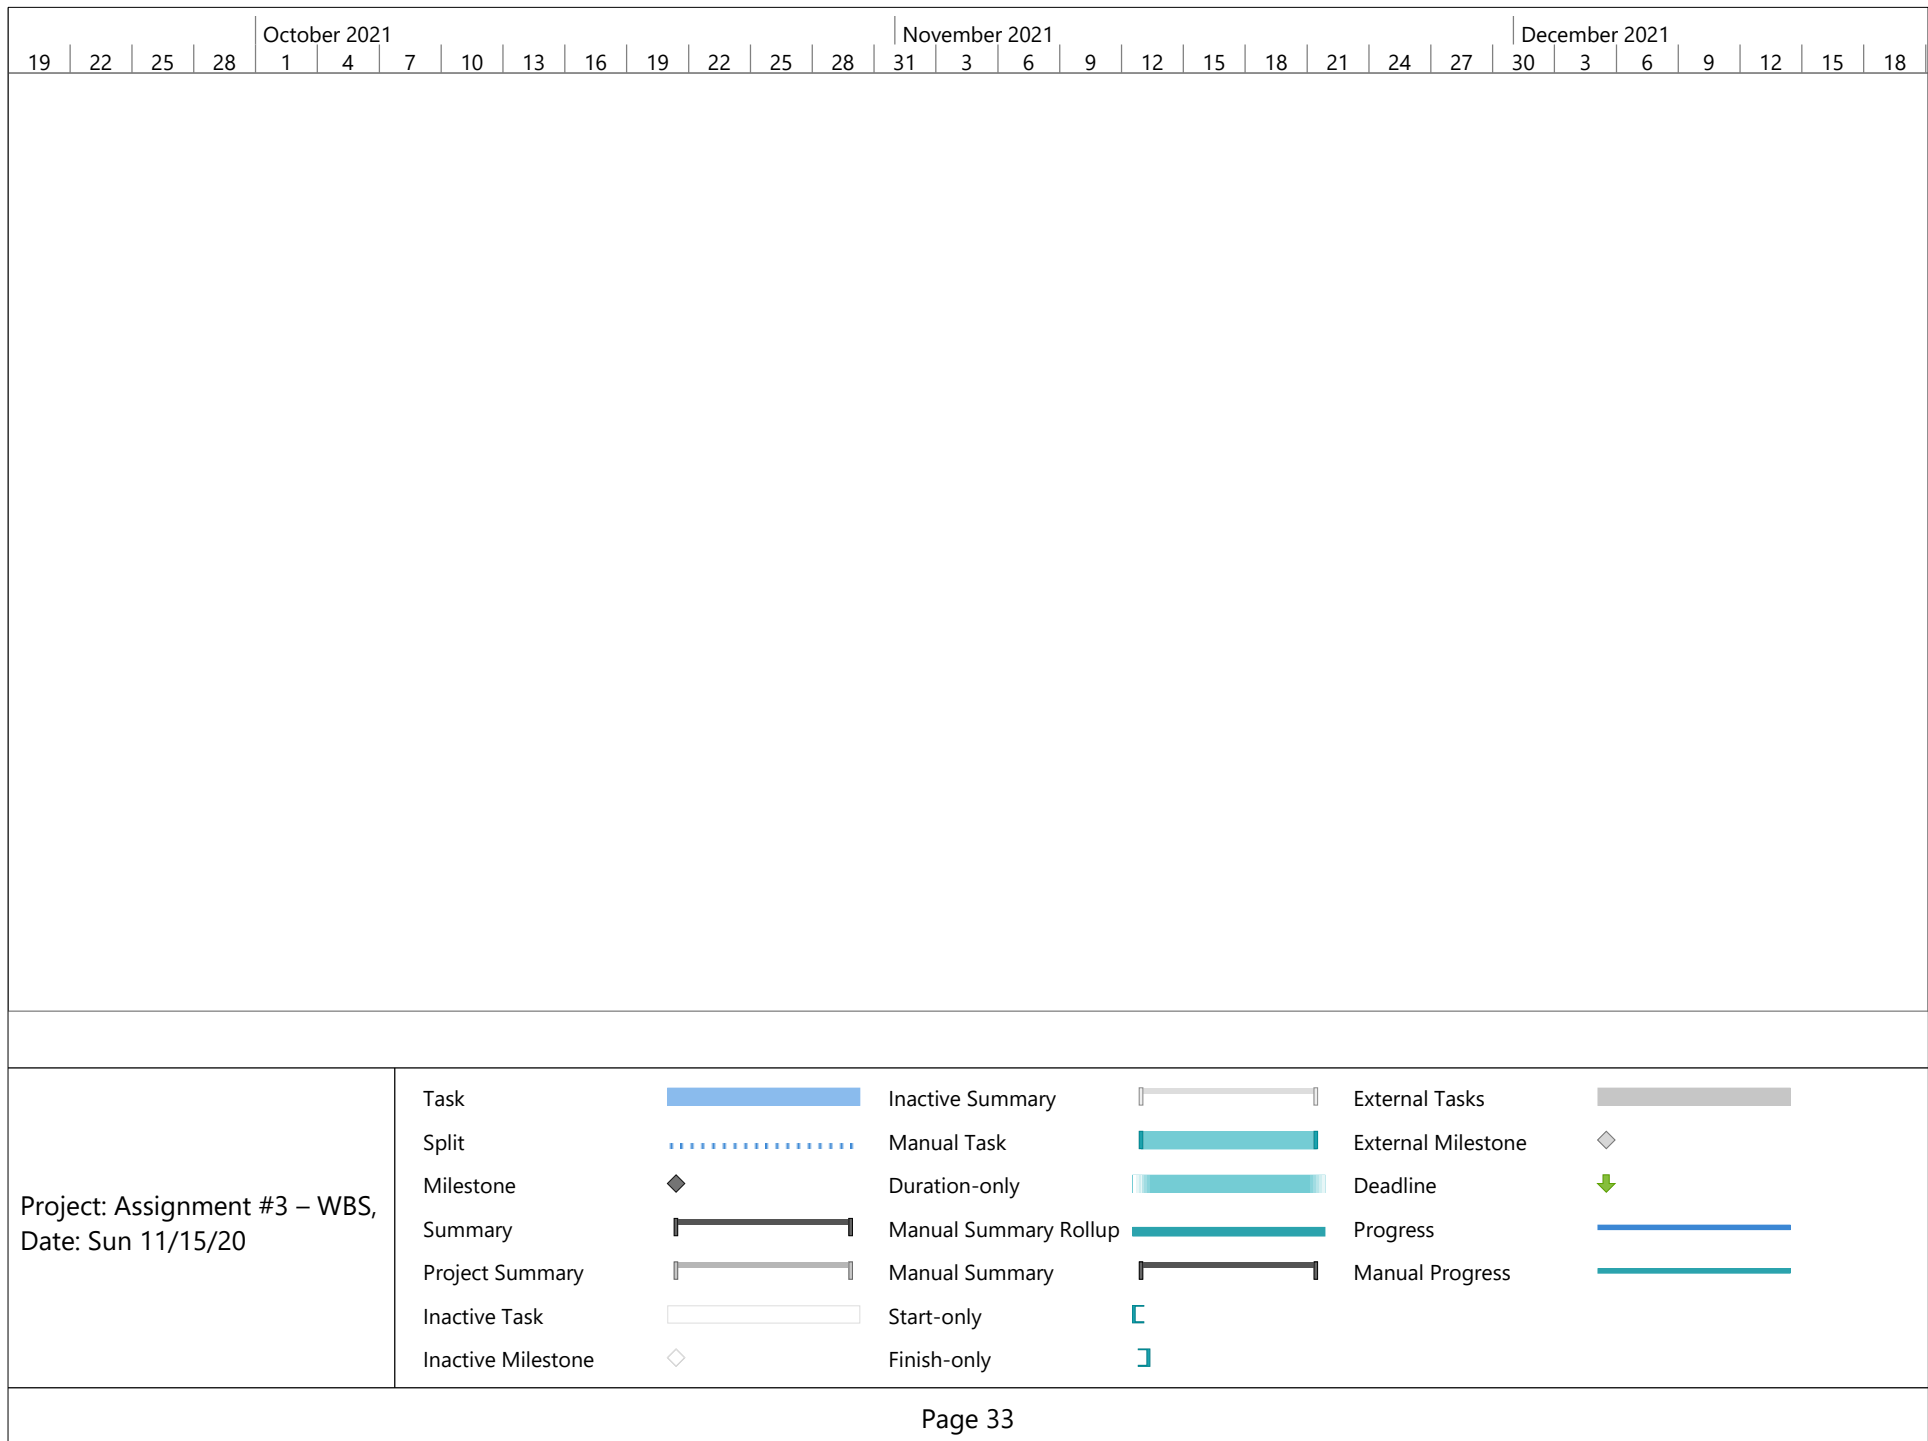 October 2021 November 2021 December 2021
19 22 25 28 1 4 7 10 13 16 19 22 25 28 31 3 6 9 12 15 18 21 24 27 30 3 6 9 12 15 18
Project: Assignment #3 – WBS,
Date: Sun 11/15/20
Task
Split
Milestone
Summary
Project Summary
Inactive Task
Inactive Milestone
Inactive Summary
Manual Task
Duration-only
Manual Summary Rollup
Manual Summary
Start-only
Finish-only
External Tasks
External Milestone
Deadline
Progress
Manual Progress
Page 33